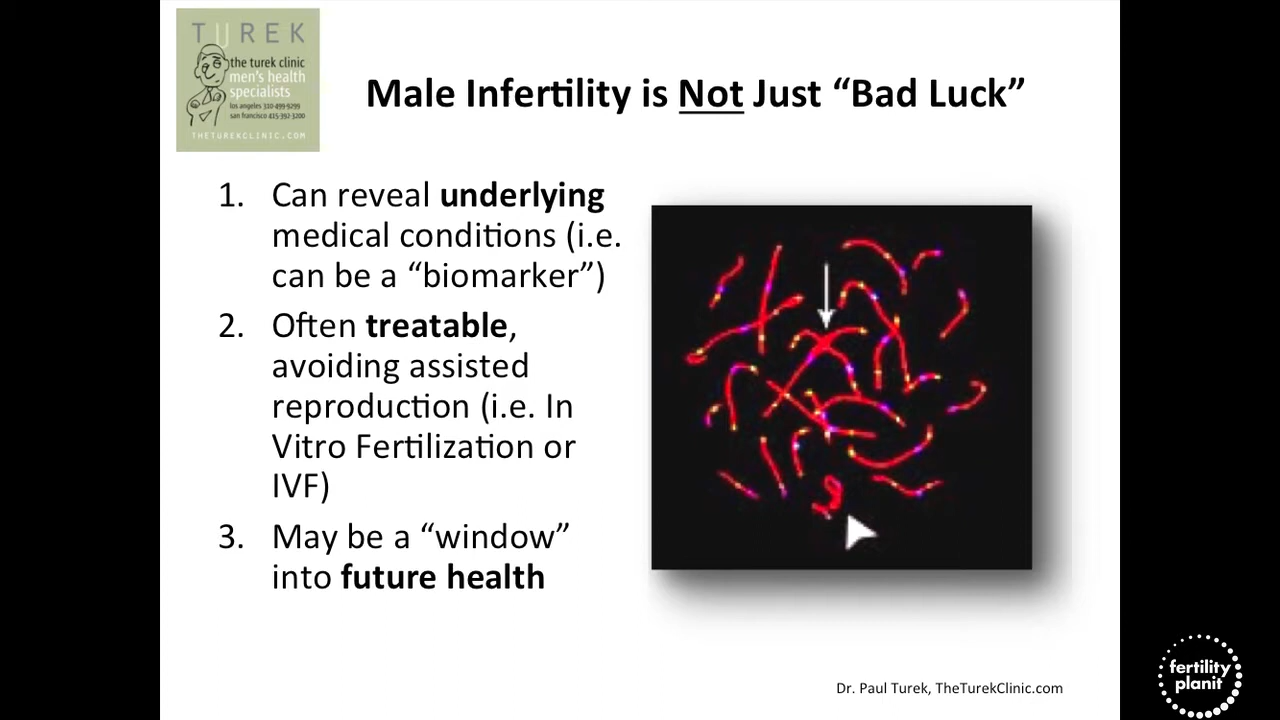 TUREK
the turek clinic
men's health
specialists
los angeles 310-499-9299
san francisco 415-392-3200
THETUREKCLINIC.COM
Male Infertility is Not Just “Bad Luck”
1. Can reveal underlying
medical conditions (i.e.
can be a “biomarker”)
2. Often treatable,
avoiding assisted
reproduction (i.e. In
Vitro Fertilization or
IVF)
3. May be a “window”
into future health
Dr. Paul Turek, TheTurekClinic.com
fertility
planit